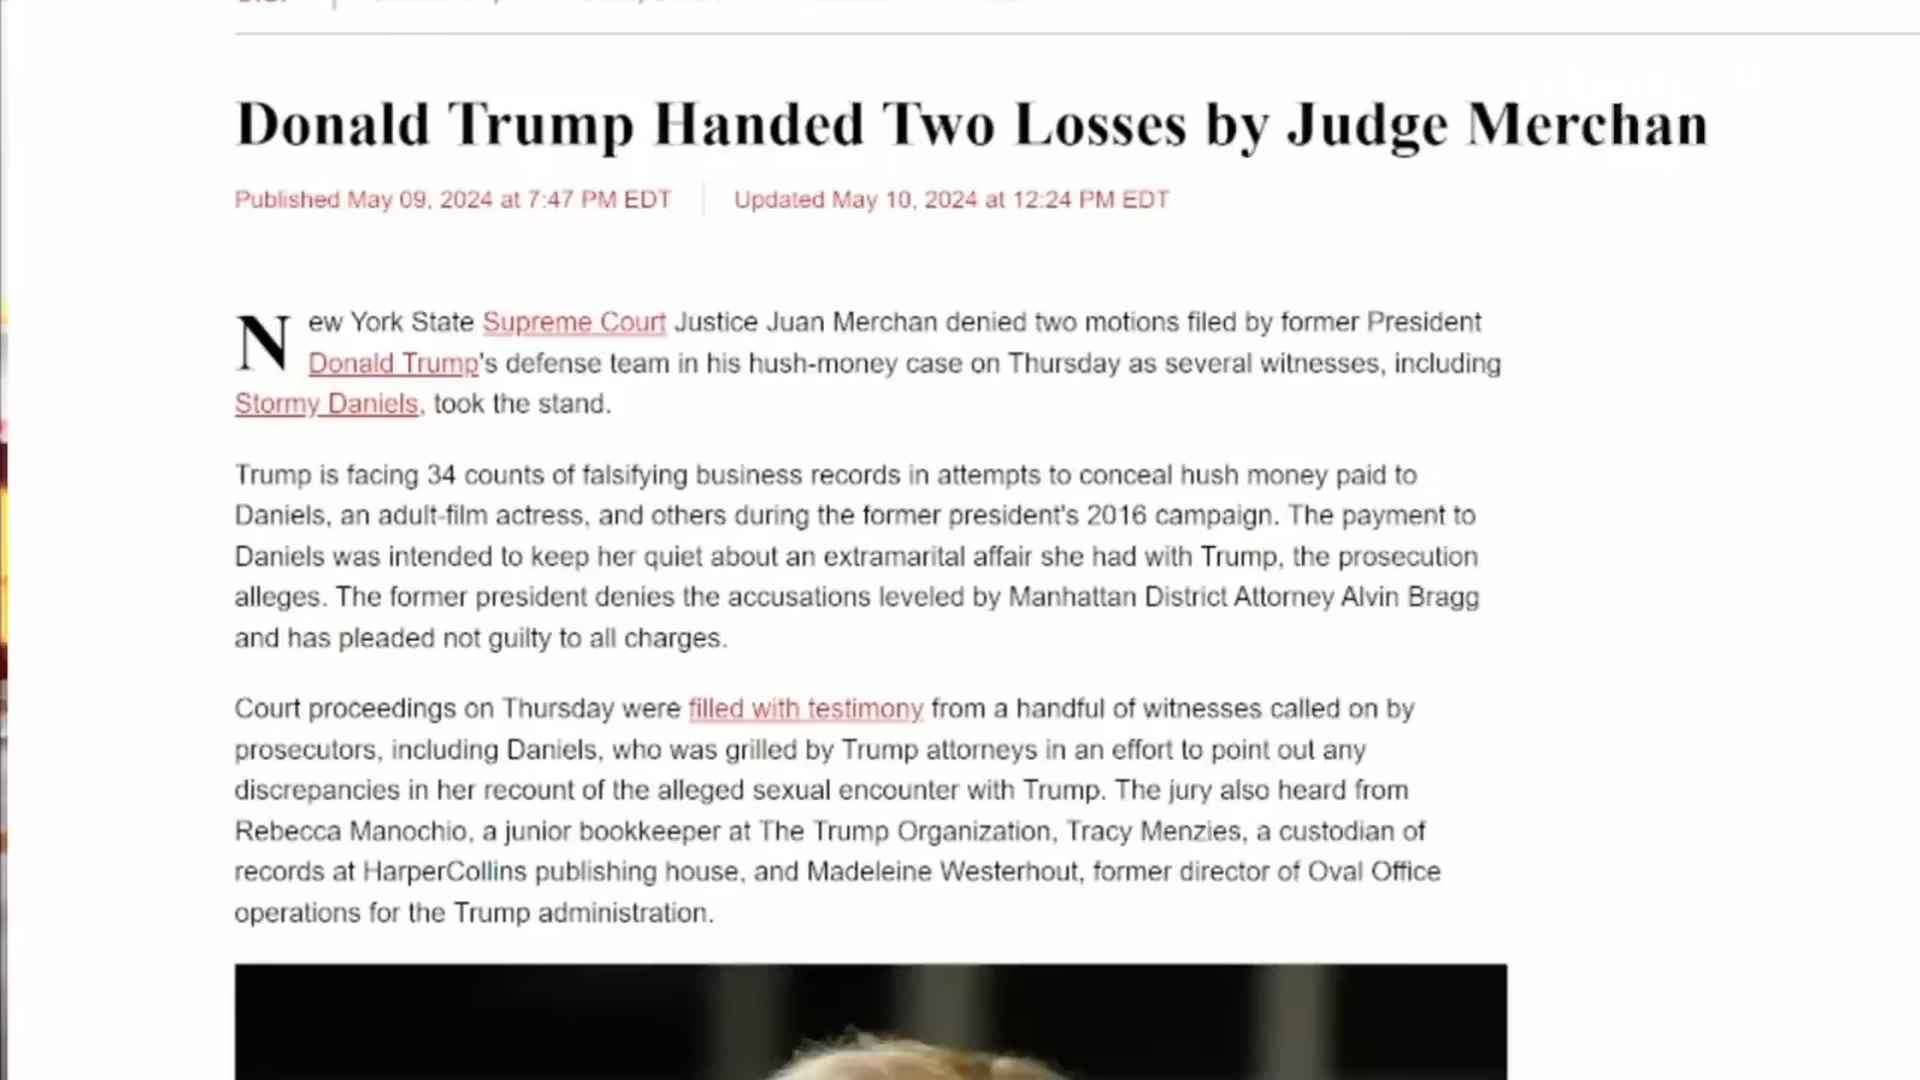 Donald Trump Handed Two Losses by Judge Merchan
Published May 09, 2024 at 7:47 PM EDT
Updated May 10, 2024 at 12:24 PM EDT
New York State Supreme Court Justice Juan Merchan denied two motions filed by former President
Donald Trump's defense team in his hush-money case on Thursday as several witnesses, including
Stormy Daniels, took the stand.
Trump is facing 34 counts of falsifying business records in attempts to conceal hush money paid to
Daniels, an adult-film actress, and others during the former president's 2016 campaign. The payment to
Daniels was intended to keep her quiet about an extramarital affair she had with Trump, the prosecution
alleges. The former president denies the accusations leveled by Manhattan District Attorney Alvin Bragg
and has pleaded not guilty to all charges.
Court proceedings on Thursday were filled with testimony from a handful of witnesses called on by
prosecutors, including Daniels, who was grilled by Trump attorneys in an effort to point out any
discrepancies in her recount of the alleged sexual encounter with Trump. The jury also heard from
Rebecca Manochio, a junior bookkeeper at The Trump Organization, Tracy Menzies, a custodian of
records at HarperCollins publishing house, and Madeleine Westerhout, former director of Oval Office
operations for the Trump administration.